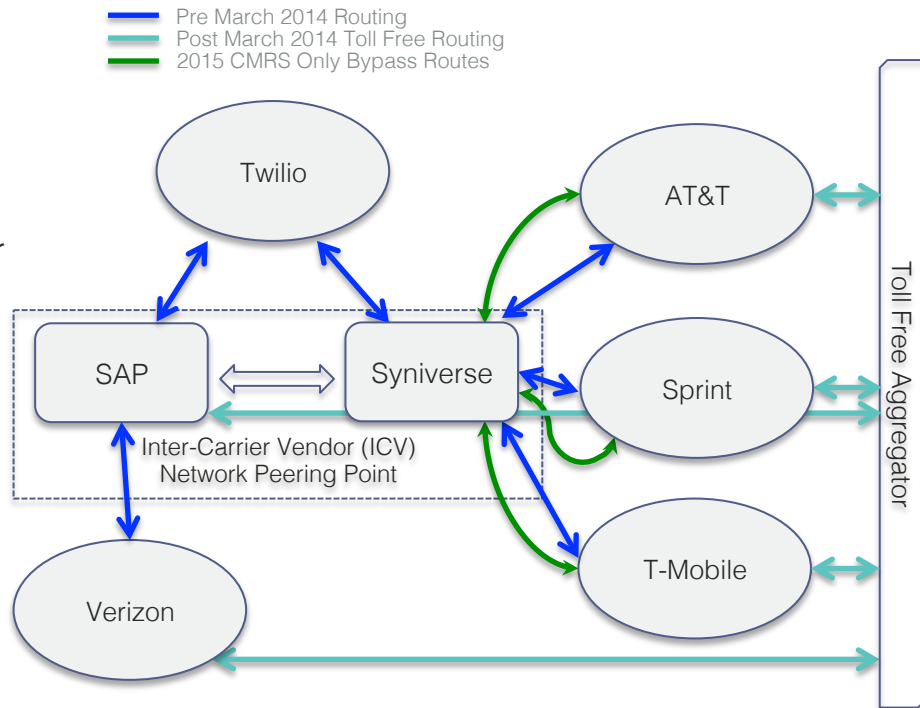 Pre March 2014 Routing
Post March 2014 Toll Free Routing
2015 CMRS Only Bypass Routes
Twilio
AT&T
r
SAP
Syniverse
Sprint
Inter-Carrier Vendor (ICV)
Network Peering Point
T-Mobile
Verizon
Toll Free Aggregator